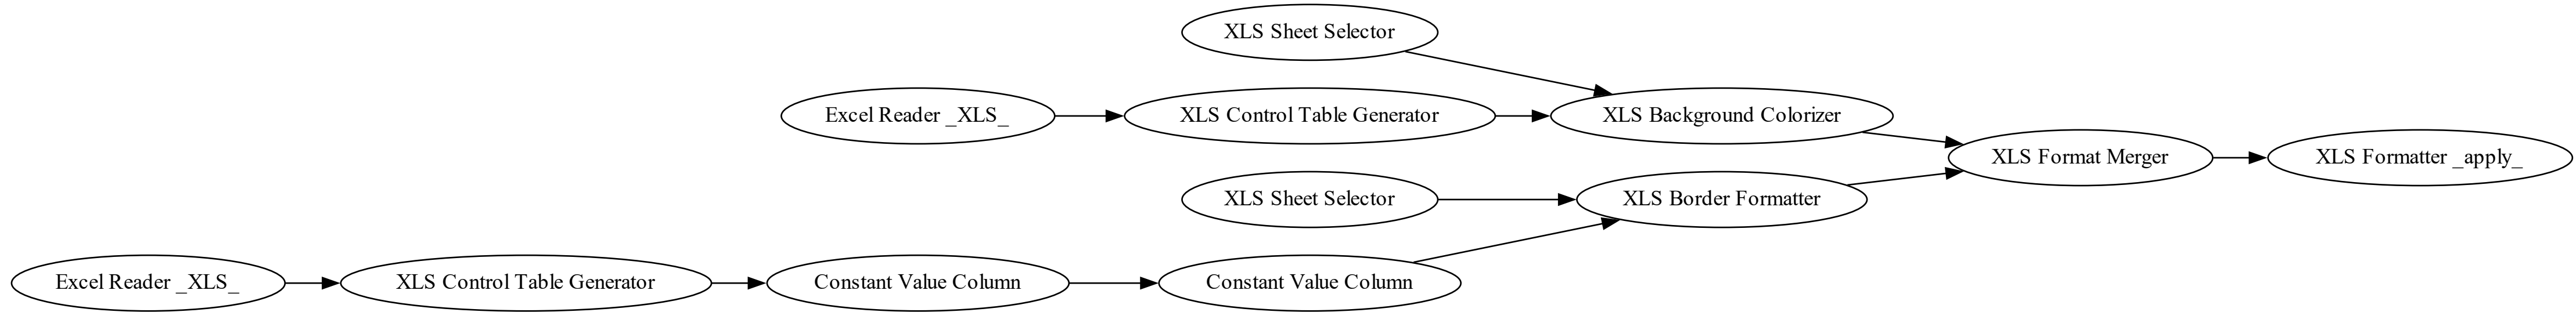 XLS Sheet Selector
Excel Reader _XLS_
XLS Control Table Generator
XLS Background Colorizer
XLS Format Merger
XLS Formatter _apply_
XLS Sheet Selector
XLS Border Formatter
Excel Reader _XLS_
XLS Control Table Generator
Constant Value Column
Constant Value Column